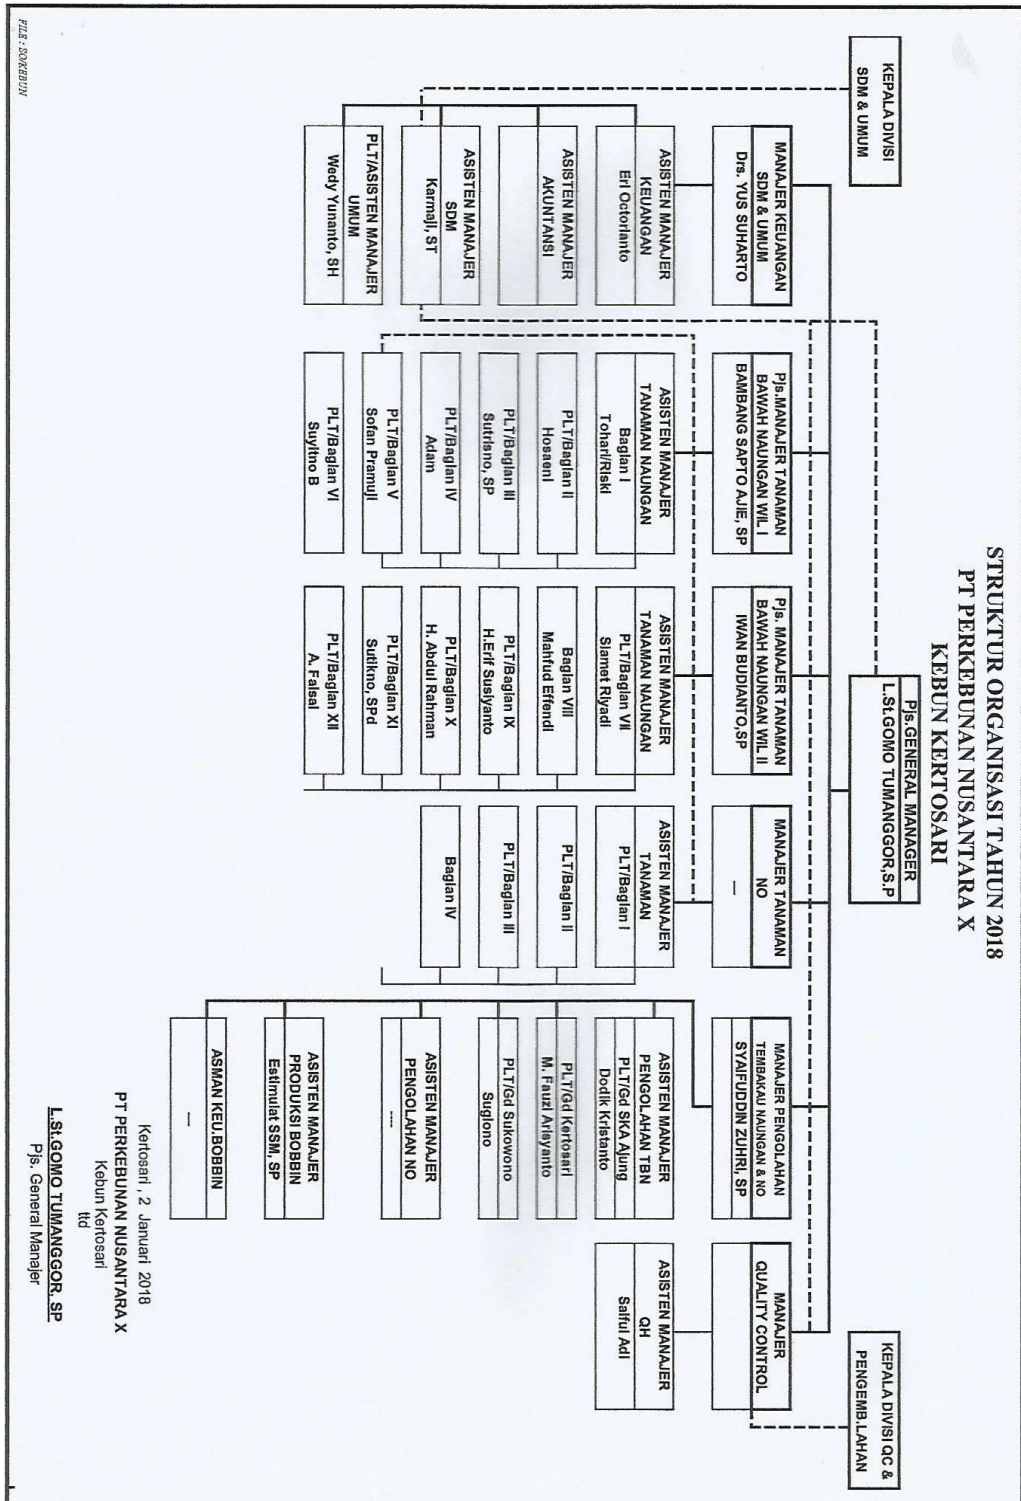 STRUKTUR ORGANISASI TAHUN 2018
PT PERKEBUNAN NUSANTARA X
KEBUN KERTOSARI
KEPALA DIVISI
SDM & UMUM
Pjs.GENERAL MANAGER
L.St.GOMO TUMANGGOR,S.P
KEPALA DIVISI QC &
PENGEMB.LAHAN
MANAJER KEUANGAN
SDM & UMUM
Drs. YUS SUHARTO
ASISTEN MANAJER
KEUANGAN
Eri Octorianto
ASISTEN MANAJER
AKUNTANSI
ASISTEN MANAJER
SDM
Karmaji, ST
PLT/ASISTEN MANAJER
UMUM
Wedy Yunanto, SH
Pjs.MANAJER TANAMAN
BAWAH NAUNGAN WIL I
BAMBANG SAPTO AJIE, SP
ASISTEN MANAJER
TANAMAN NAUNGAN
Bagian I
Tohari/Riski
PLT/Bagian II
Hosaeni
PLT/Bagian III
Sutrisno, SP
PLT/Bagian IV
Adam
PLT/Bagian V
Sofan Pramuji
PLT/Bagian VI
Suyitno B
Pjs. MANAJER TANAMAN
BAWAH NAUNGAN WIL II
IWAN BUDIANTO,SP
ASISTEN MANAJER
TANAMAN NAUNGAN
PLT/Bagian VII
Slamet Riyadi
Bagian VIII
Mahfud Effendi
PLT/Bagian IX
H.Erif Susiyanto
PLT/Bagian X
H. Abdul Rahman
PLT/Bagian XI
Sutikno, SPd
PLT/Bagian XII
A. Faisal
MANAJER TANAMAN
NO
---
ASISTEN MANAJER
TANAMAN
PLT/Bagian I
PLT/Bagian II
PLT/Bagian III
Bagian IV
MANAJER PENGOLAHAN
TEMBAKAU NAUNGAN & NO
SYAIFUDDIN ZUHRI, SP
ASISTEN MANAJER
PENGOLAHAN TBN
PLT/Gd SKA Ajung
Dodik Kristanto
PLT/Gd Kertosari
M. Fauzi Arisyanto
PLT/Gd Sukowono
Sugiono
ASISTEN MANAJER
PENGOLAHAN NO
----
ASISTEN MANAJER
PRODUKSI BOBBIN
Estimulat SSM, SP
ASMAN KEU.BOBBIN
---
MANAJER
QUALITY CONTROL
ASISTEN MANAJER
QH
Saiful Adi
Kertosari , 2 Januari 2018
PT PERKEBUNAN NUSANTARA X
Kebun Kertosari
ttd
L.St.GOMO TUMANGGOR, SP
Pjs. General Manajer
FILE : SO/KEBUN